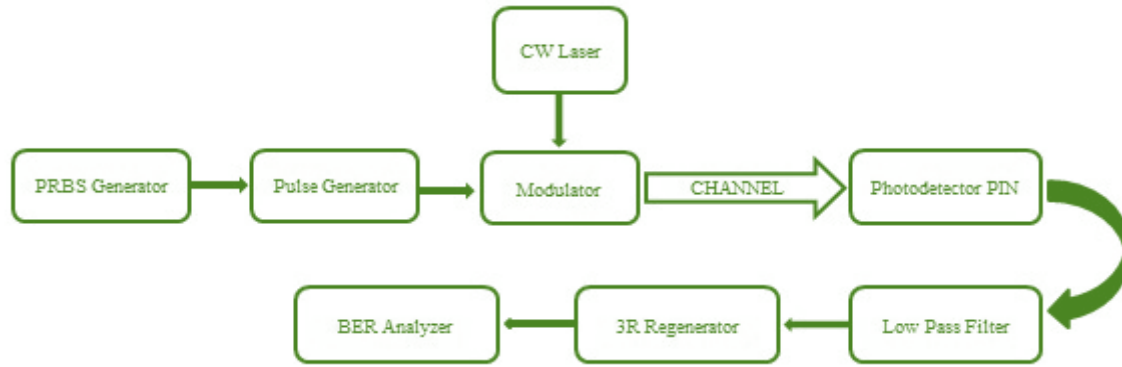 CW Laser
PRBS Generator
Pulse Generator
Modulator
CHANNEL
Photodetector PIN
BER Analyzer
3R Regenerator
Low Pass Filter